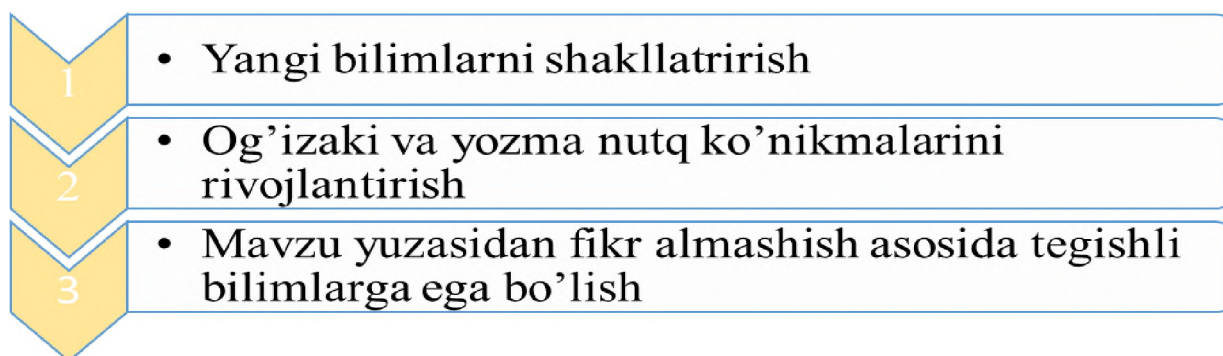 1
• Yangi bilimlarni shakllatrirish
2
• Og’izaki va yozma nutq ko’nikmalarini
rivojlantirish
3
• Mavzu yuzasidan fikr almashish asosida tegishli
bilimlarga ega bo’lish